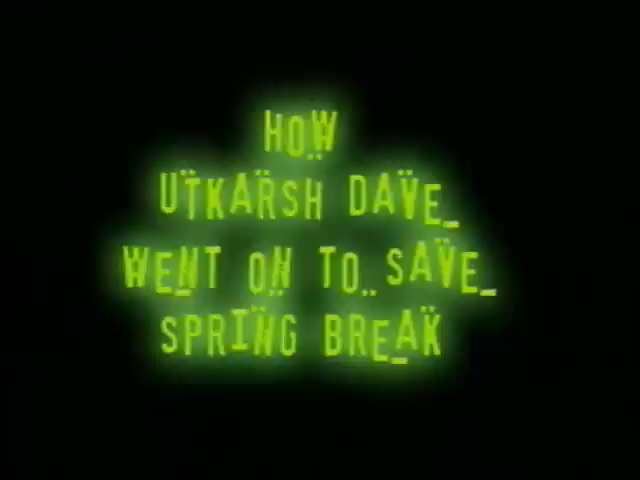 HOW
UTKARSH DAVE
WENT ON TO SAVE
SPRING BREAK